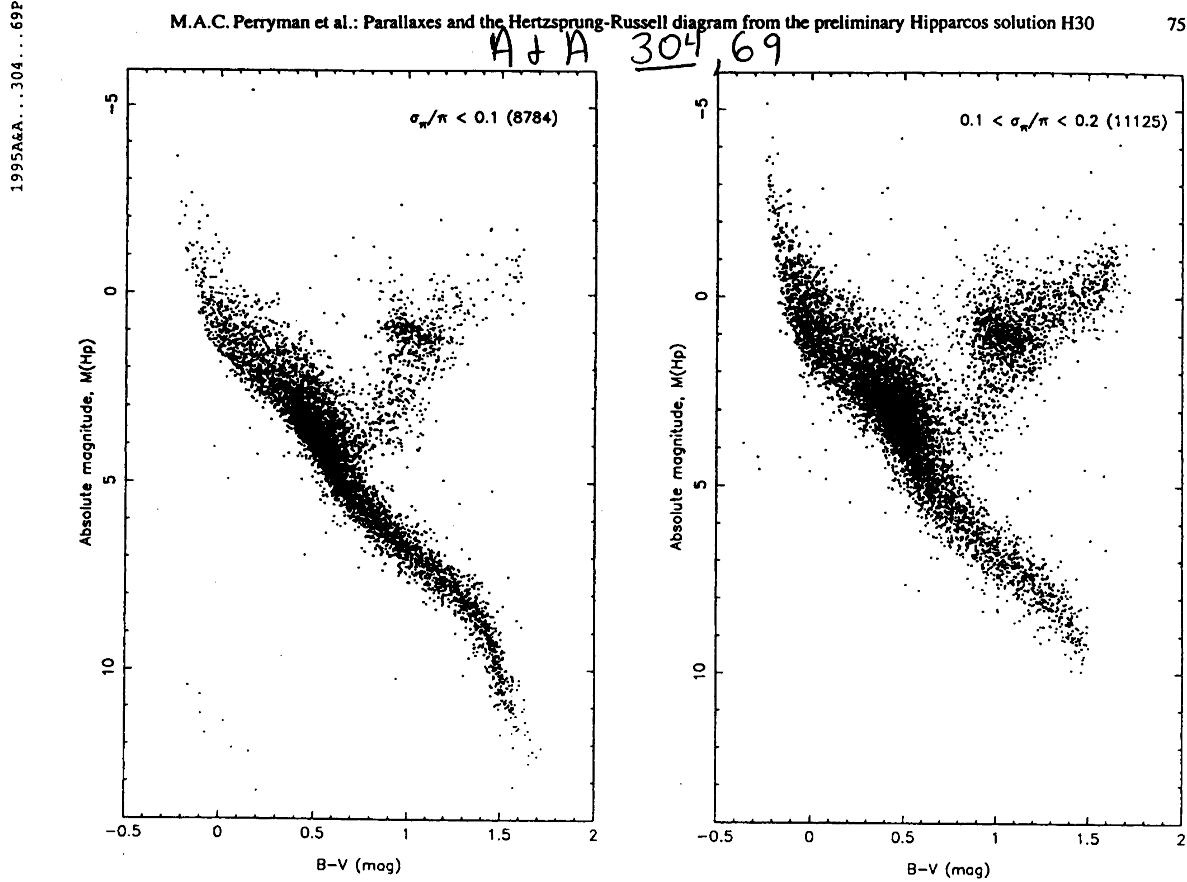 1995A&A...304...69P
M.A.C. Perryman et al.: Parallaxes and the Hertzsprung-Russell diagram from the preliminary Hipparcos solution H30 75
A & A 304, 69
σπ/π < 0.1 (8784)
Absolute magnitude, M(Hp)
-5
0
5
10
-0.5 0 0.5 1 1.5 2
B-V (mag)
0.1 < σπ/π < 0.2 (11125)
Absolute magnitude, M(Hp)
-5
0
5
10
-0.5 0 0.5 1 1.5 2
B-V (mag)